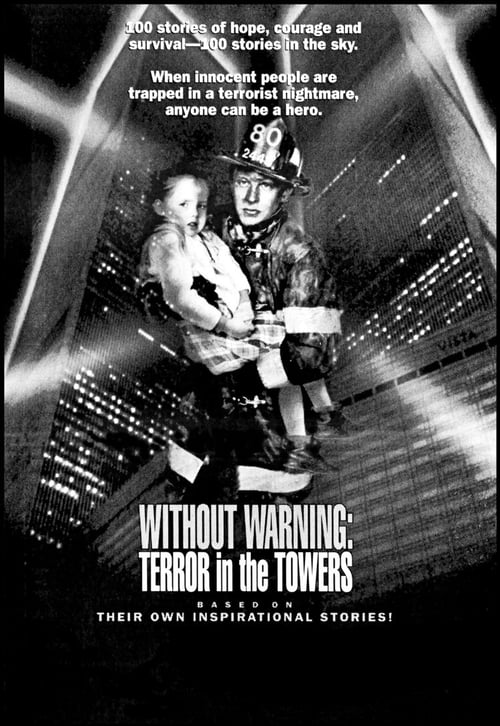 100 stories of hope, courage and
survival—100 stories in the sky.
When innocent people are
trapped in a terrorist nightmare,
anyone can be a hero.
80
WITHOUT WARNING:
TERROR in the TOWERS
BASED ON
THEIR OWN INSPIRATIONAL STORIES!